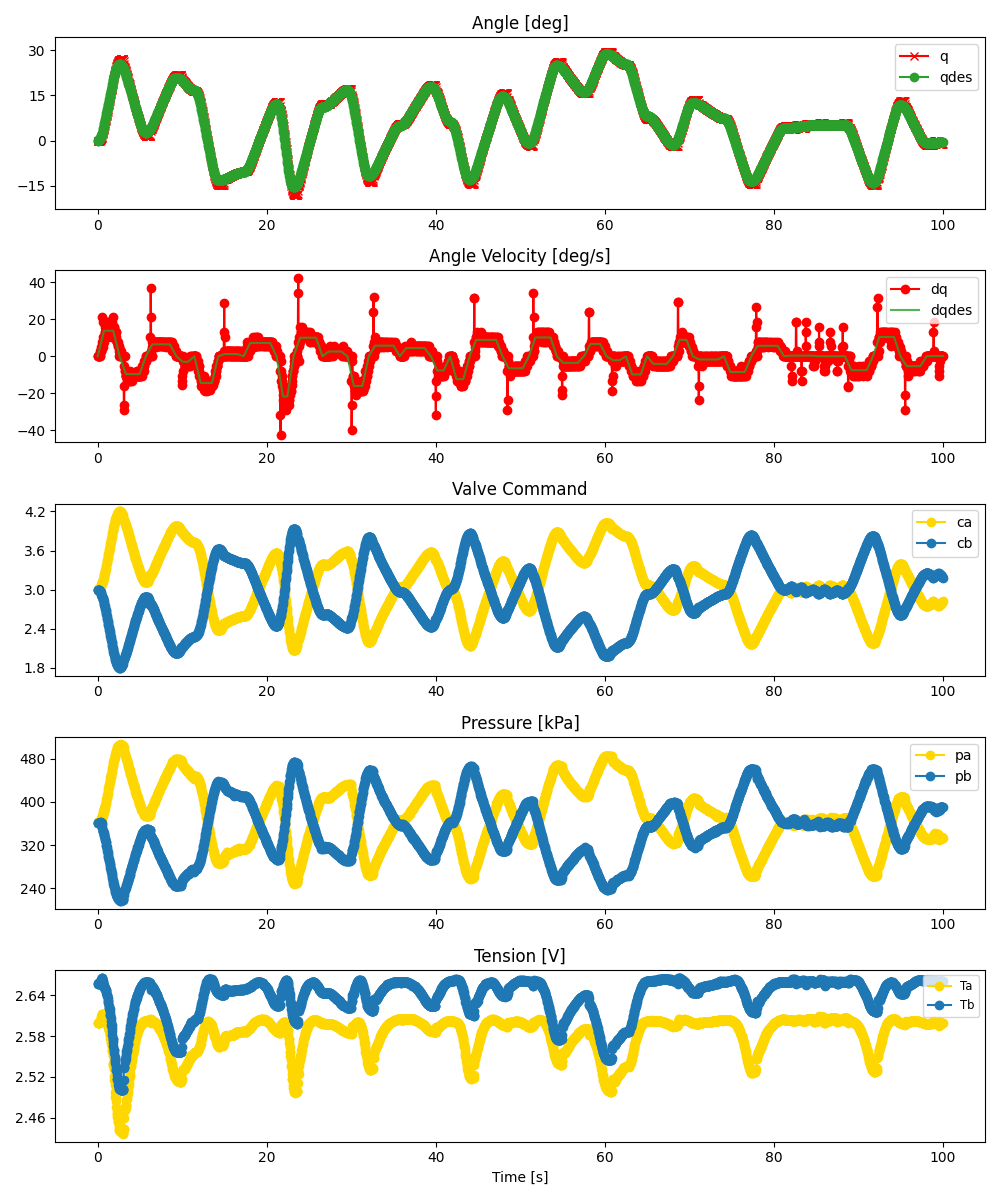 Angle [deg]
30
15
0
−15
q
qdes
0 20 40 60 80 100
Angle Velocity [deg/s]
40
20
0
−20
−40
dq
dqdes
0 20 40 60 80 100
Valve Command
4.2
3.6
3.0
2.4
1.8
ca
cb
0 20 40 60 80 100
Pressure [kPa]
480
400
320
240
pa
pb
0 20 40 60 80 100
Tension [V]
2.64
2.58
2.52
2.46
Ta
Tb
0 20 40 60 80 100
Time [s]